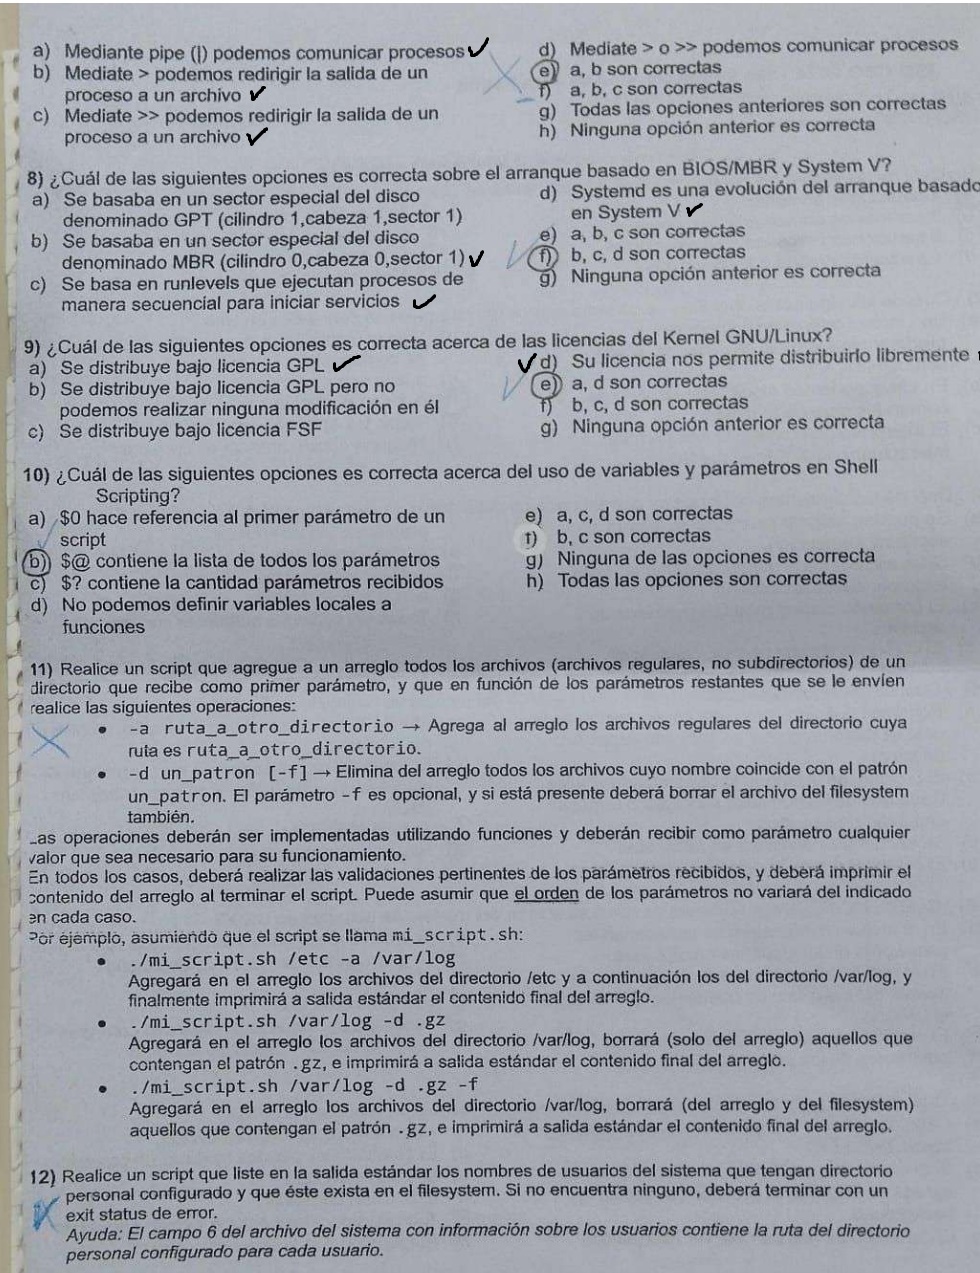 a) Mediante pipe (|) podemos comunicar procesos
b) Mediate > podemos redirigir la salida de un
proceso a un archivo
c) Mediate >> podemos redirigir la salida de un
proceso a un archivo
d) Mediate > o >> podemos comunicar procesos
e) a, b son correctas
f) a, b, c son correctas
g) Todas las opciones anteriores son correctas
h) Ninguna opción anterior es correcta
8) ¿Cuál de las siguientes opciones es correcta sobre el arranque basado en BIOS/MBR y System V?
a) Se basaba en un sector especial del disco
denominado GPT (cilindro 1,cabeza 1,sector 1)
b) Se basaba en un sector especial del disco
denominado MBR (cilindro 0,cabeza 0,sector 1)
c) Se basa en runlevels que ejecutan procesos de
manera secuencial para iniciar servicios
d) Systemd es una evolución del arranque basado
en System V
e) a, b, c son correctas
f) b, c, d son correctas
g) Ninguna opción anterior es correcta
9) ¿Cuál de las siguientes opciones es correcta acerca de las licencias del Kernel GNU/Linux?
a) Se distribuye bajo licencia GPL
b) Se distribuye bajo licencia GPL pero no
podemos realizar ninguna modificación en él
c) Se distribuye bajo licencia FSF
d) Su licencia nos permite distribuirlo libremente
e) a, d son correctas
f) b, c, d son correctas
g) Ninguna opción anterior es correcta
10) ¿Cuál de las siguientes opciones es correcta acerca del uso de variables y parámetros en Shell
Scripting?
a) $0 hace referencia al primer parámetro de un
script
b) $@ contiene la lista de todos los parámetros
c) $? contiene la cantidad parámetros recibidos
d) No podemos definir variables locales a
funciones
e) a, c, d son correctas
f) b, c son correctas
g) Ninguna de las opciones es correcta
h) Todas las opciones son correctas
11) Realice un script que agregue a un arreglo todos los archivos (archivos regulares, no subdirectorios) de un
directorio que recibe como primer parámetro, y que en función de los parámetros restantes que se le envíen
realice las siguientes operaciones:
• -a ruta_a_otro_directorio → Agrega al arreglo los archivos regulares del directorio cuya
ruta es ruta_a_otro_directorio.
• -d un_patron [-f] → Elimina del arreglo todos los archivos cuyo nombre coincide con el patrón
un_patron. El parámetro -f es opcional, y si está presente deberá borrar el archivo del filesystem
también.
Las operaciones deberán ser implementadas utilizando funciones y deberán recibir como parámetro cualquier
valor que sea necesario para su funcionamiento.
En todos los casos, deberá realizar las validaciones pertinentes de los parámetros recibidos, y deberá imprimir el
contenido del arreglo al terminar el script. Puede asumir que el orden de los parámetros no variará del indicado
en cada caso.
Por ejemplo, asumiendo que el script se llama mi_script.sh:
• ./mi_script.sh /etc -a /var/log
Agregará en el arreglo los archivos del directorio /etc y a continuación los del directorio /var/log, y
finalmente imprimirá a salida estándar el contenido final del arreglo.
• ./mi_script.sh /var/log -d .gz
Agregará en el arreglo los archivos del directorio /var/log, borrará (solo del arreglo) aquellos que
contengan el patrón .gz, e imprimirá a salida estándar el contenido final del arreglo.
• ./mi_script.sh /var/log -d .gz -f
Agregará en el arreglo los archivos del directorio /var/log, borrará (del arreglo y del filesystem)
aquellos que contengan el patrón .gz, e imprimirá a salida estándar el contenido final del arreglo.
12) Realice un script que liste en la salida estándar los nombres de usuarios del sistema que tengan directorio
personal configurado y que éste exista en el filesystem. Si no encuentra ninguno, deberá terminar con un
exit status de error.
Ayuda: El campo 6 del archivo del sistema con información sobre los usuarios contiene la ruta del directorio
personal configurado para cada usuario.